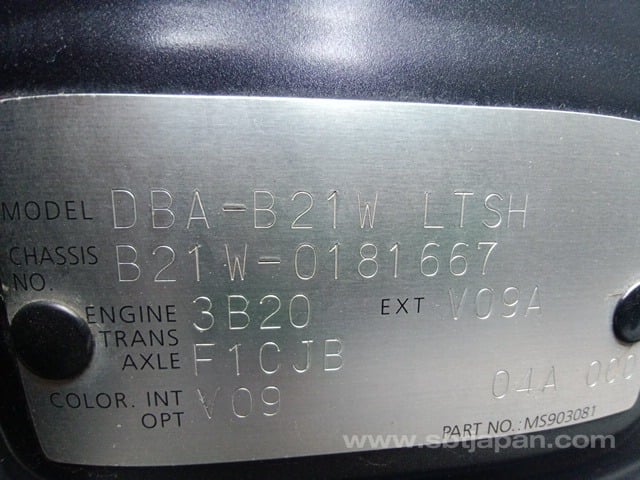 MODEL DBA-B21W LTSH
CHASSIS NO. B21W-0181667
ENGINE 3B20 EXT V09A
TRANS AXLE F1CJB
COLOR. INT V09
OPT 04A 000
PART NO.: MS903081
www.sbtjapan.com